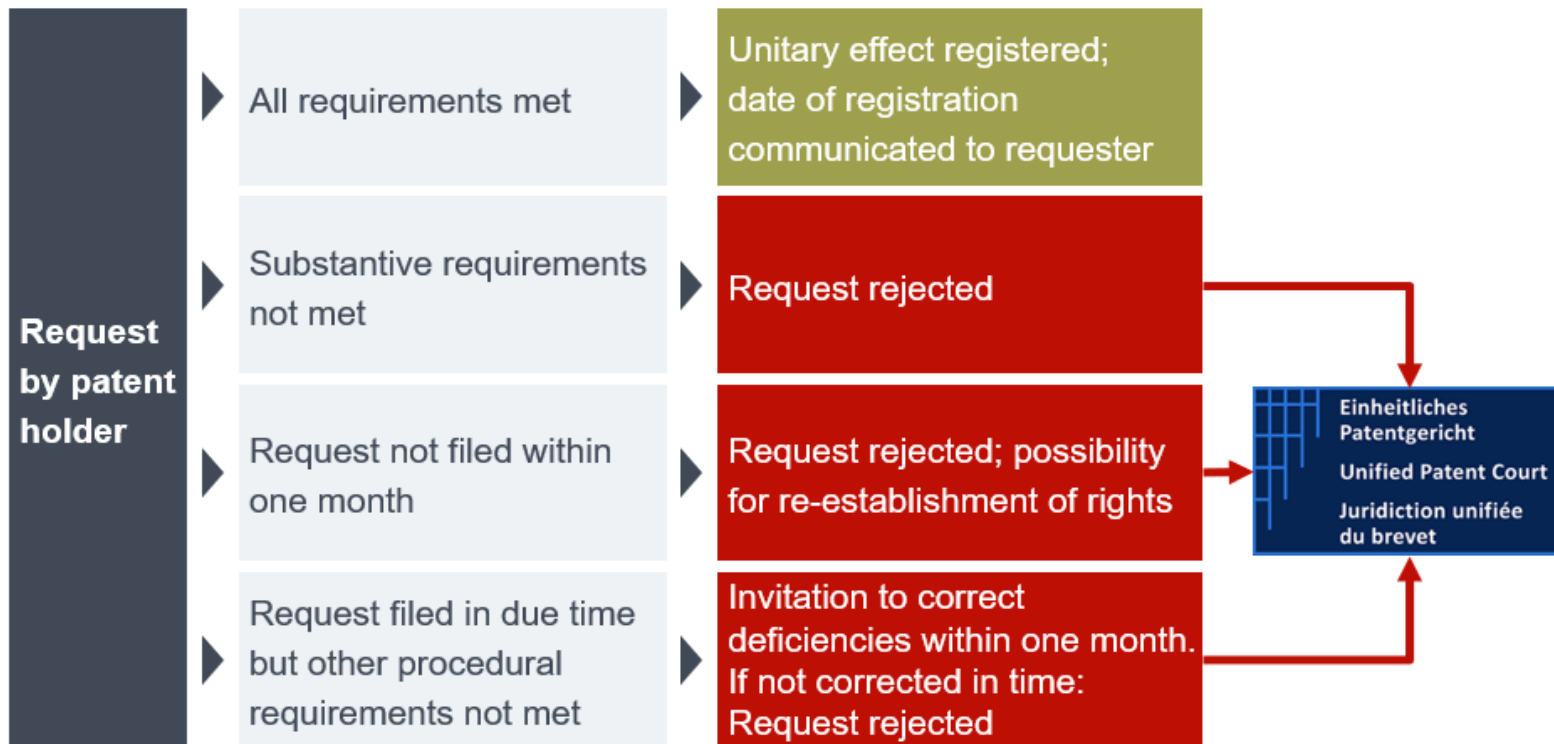 Request
by patent
holder
All requirements met
Unitary effect registered;
date of registration
communicated to requester
Substantive requirements
not met
Request rejected
Request not filed within
one month
Request rejected; possibility
for re-establishment of rights
Request filed in due time
but other procedural
requirements not met
Invitation to correct
deficiencies within one month.
If not corrected in time:
Request rejected
Einheitliches
Patentgericht
Unified Patent Court
Juridiction unifiée
du brevet